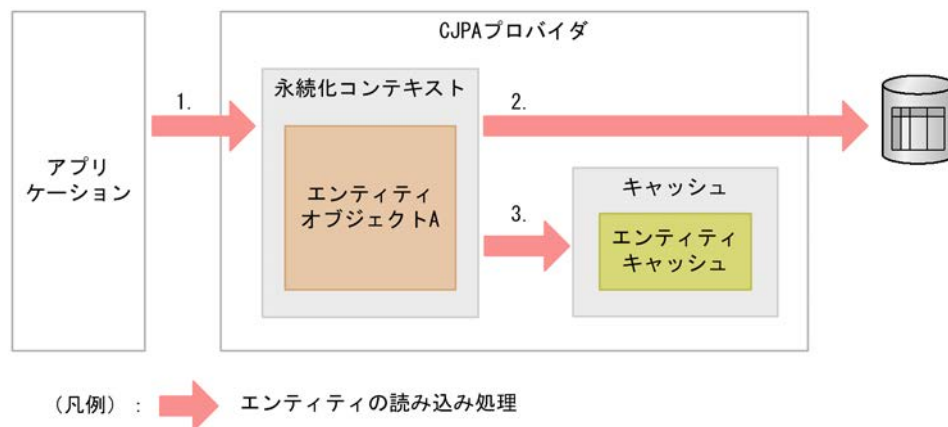 CJPAプロバイダ
永続化コンテキスト
1.
2.
アプリ
ケーション
エンティティ
オブジェクトA
3.
キャッシュ
エンティティ
キャッシュ
（凡例）： エンティティの読み込み処理